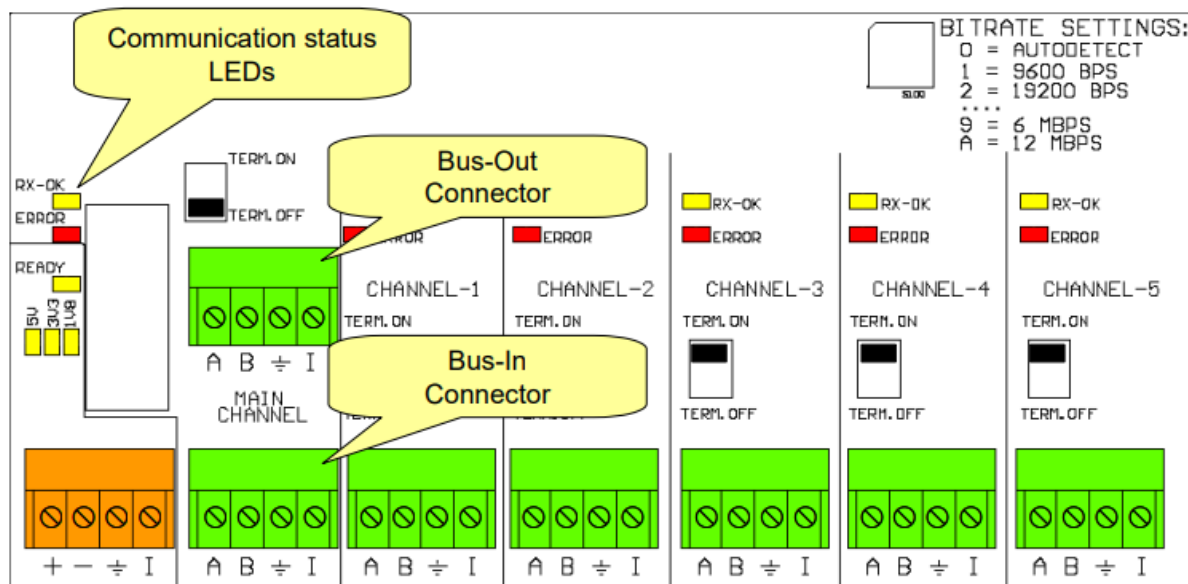 Communication status
LEDs
BITRATE SETTINGS:
0 = AUTODETECT
1 = 9600 BPS
2 = 19200 BPS
....
9 = 6 MBPS
A = 12 MBPS
S100
TERM.ON
TERM.OFF
RX-OK
ERROR
READY
5V
3V3
1V8
Bus-Out
Connector
A B I
MAIN
CHANNEL
Bus-In
Connector
ERROR
CHANNEL-1
TERM.ON
ERROR
CHANNEL-2
TERM.ON
RX-OK
ERROR
CHANNEL-3
TERM.ON
TERM.OFF
RX-OK
ERROR
CHANNEL-4
TERM.ON
TERM.OFF
RX-OK
ERROR
CHANNEL-5
TERM.ON
TERM.OFF
+ - I
A B I
A B I
A B I
A B I
A B I
A B I